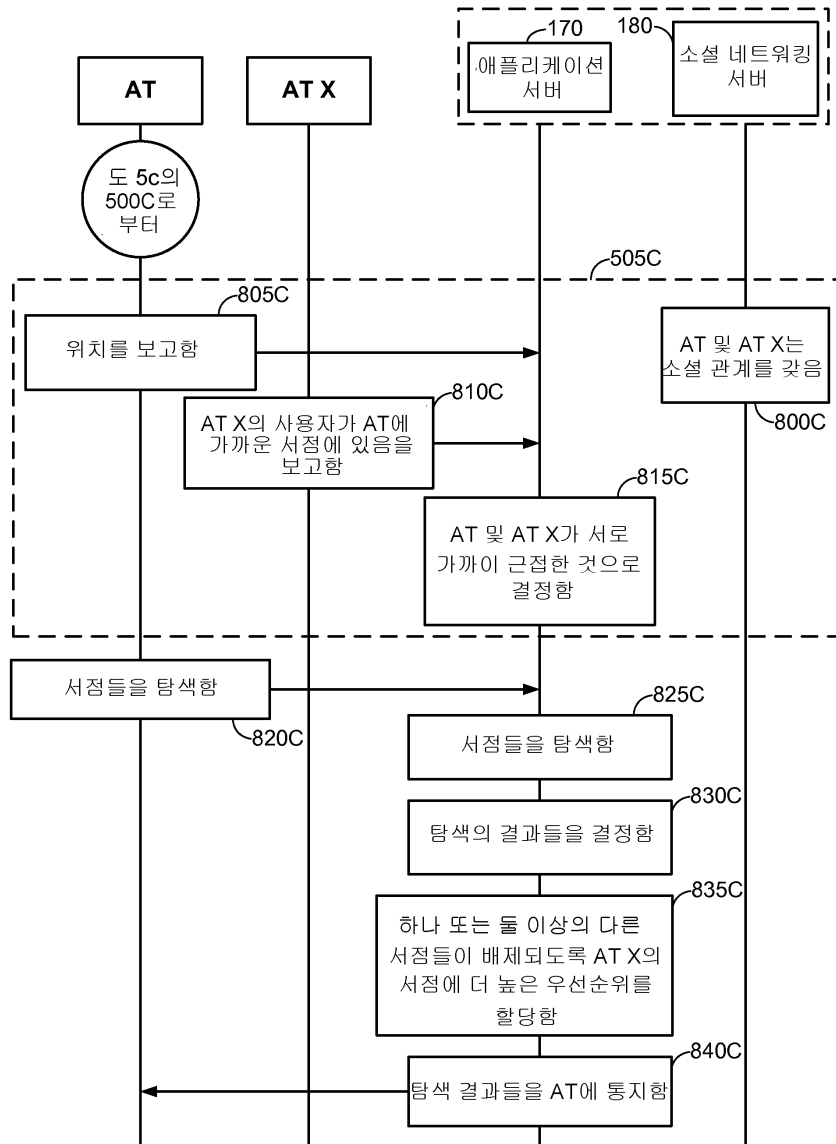 170
180
AT
AT X
애플리케이션
서버
소셜 네트워킹
서버
도 5c의
500C로
부터
505C
805C
위치를 보고함
AT 및 AT X는
소셜 관계를 갖음
800C
810C
AT X의 사용자가 AT에
가까운 서점에 있음을
보고함
815C
AT 및 AT X가 서로
가까이 근접한 것으로
결정함
서점들을 탐색함
820C
825C
서점들을 탐색함
830C
탐색의 결과들을 결정함
835C
하나 또는 둘 이상의 다른
서점들이 배제되도록 AT X의
서점에 더 높은 우선순위를
할당함
840C
탐색 결과들을 AT에 통지함